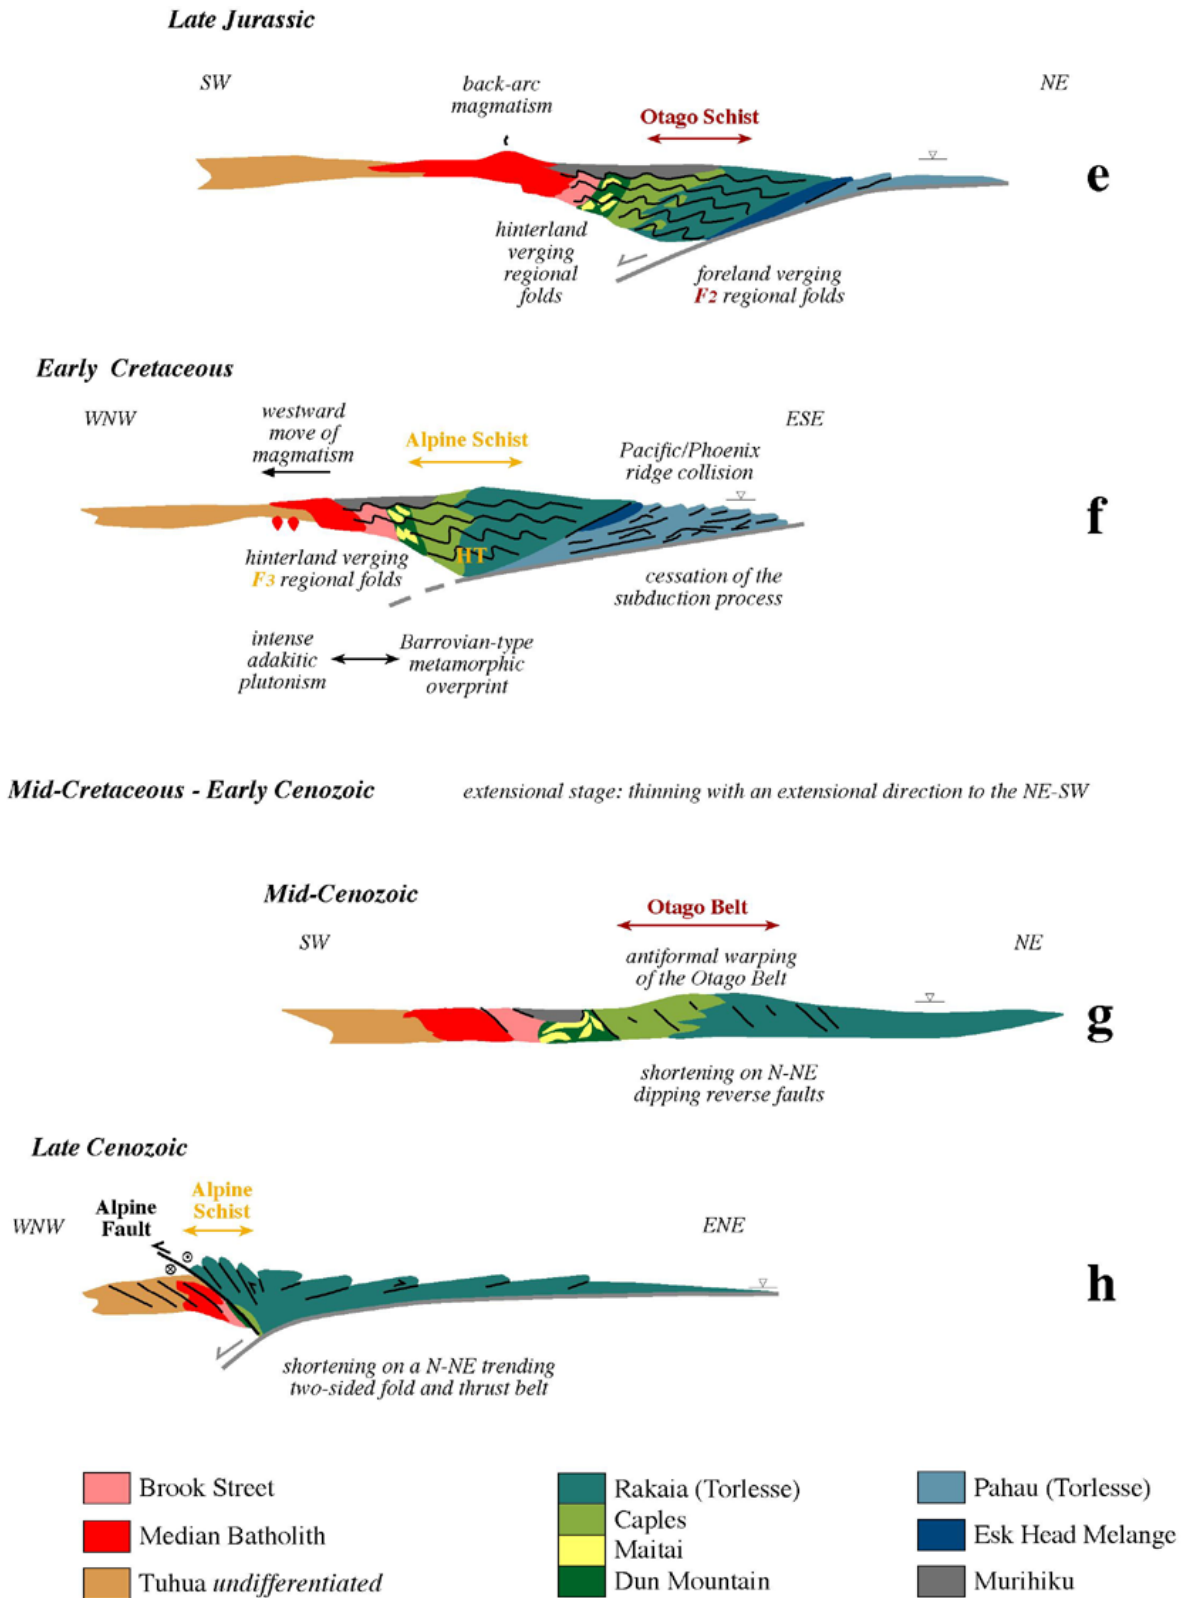 Late Jurassic
SW
back-arc
magmatism
NE
Otago Schist
e
hinterland
verging
regional
folds
foreland verging
F2 regional folds
Early Cretaceous
WNW
westward
move of
magmatism
ESE
Alpine Schist
Pacific/Phoenix
ridge collision
f
HT
hinterland verging
F3 regional folds
cessation of the
subduction process
intense
adakitic
plutonism
Barrovian-type
metamorphic
overprint
Mid-Cretaceous - Early Cenozoic
extensional stage: thinning with an extensional direction to the NE-SW
Mid-Cenozoic
Otago Belt
SW
NE
antiformal warping
of the Otago Belt
g
shortening on N-NE
dipping reverse faults
Late Cenozoic
WNW
Alpine
Fault
Alpine
Schist
ENE
h
shortening on a N-NE trending
two-sided fold and thrust belt
Brook Street
Median Batholith
Tuhua undifferentiated
Rakaia (Torlesse)
Caples
Maitai
Dun Mountain
Pahau (Torlesse)
Esk Head Melange
Murihiku